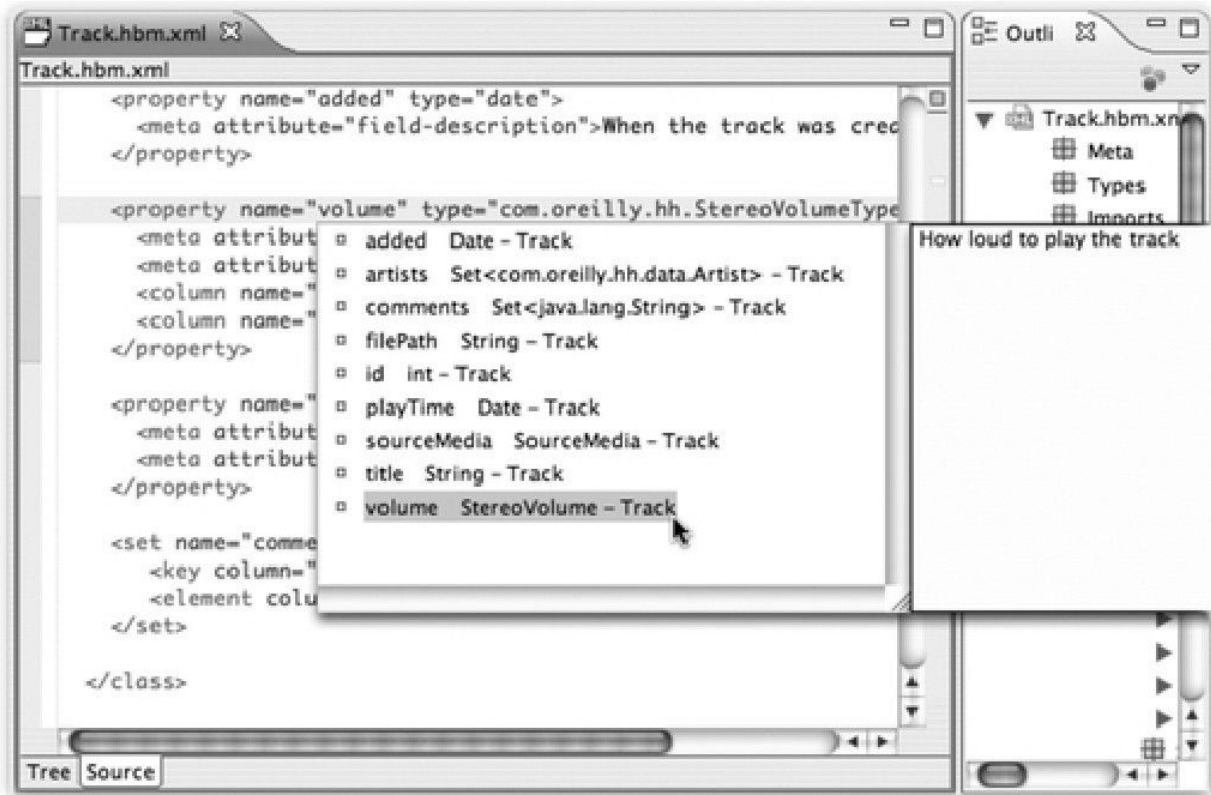 Track.hbm.xml
Track.hbm.xml
<property name="added" type="date">
<meta attribute="field-description">When the track was crea
</property>
<property name="volume" type="com.oreilly.hh.StereoVolumeType
<meta attribut
<meta attribut
<column name="
<column name="
</property>
<property name="
<meta attribut
<meta attribut
</property>
<set name="comme
<key column="
<element colu
</set>
</class>
added Date – Track
artists Set<com.oreilly.hh.data.Artist> – Track
comments Set<java.lang.String> – Track
filePath String – Track
id int – Track
playTime Date – Track
sourceMedia SourceMedia – Track
title String – Track
volume StereoVolume – Track
How loud to play the track
Tree Source
Outli
Track.hbm.xn
Meta
Types
Imports